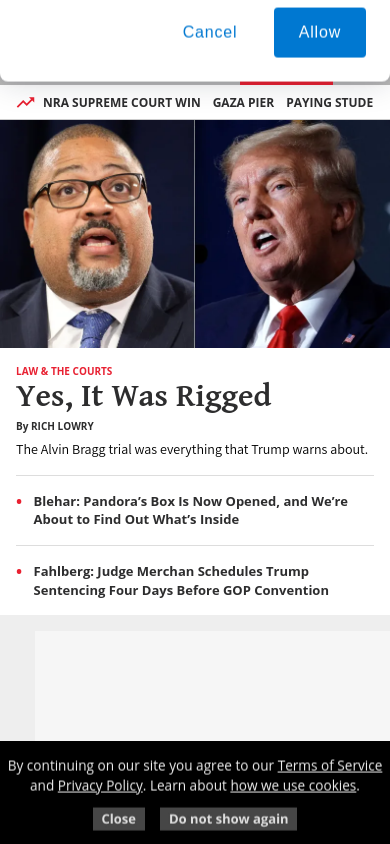 Cancel
Allow
NRA SUPREME COURT WIN GAZA PIER PAYING STUDE
LAW & THE COURTS
Yes, It Was Rigged
By RICH LOWRY
The Alvin Bragg trial was everything that Trump warns about.
Blehar: Pandora’s Box Is Now Opened, and We’re
About to Find Out What’s Inside
Fahlberg: Judge Merchan Schedules Trump
Sentencing Four Days Before GOP Convention
By continuing on our site you agree to our Terms of Service
and Privacy Policy. Learn about how we use cookies.
Close
Do not show again